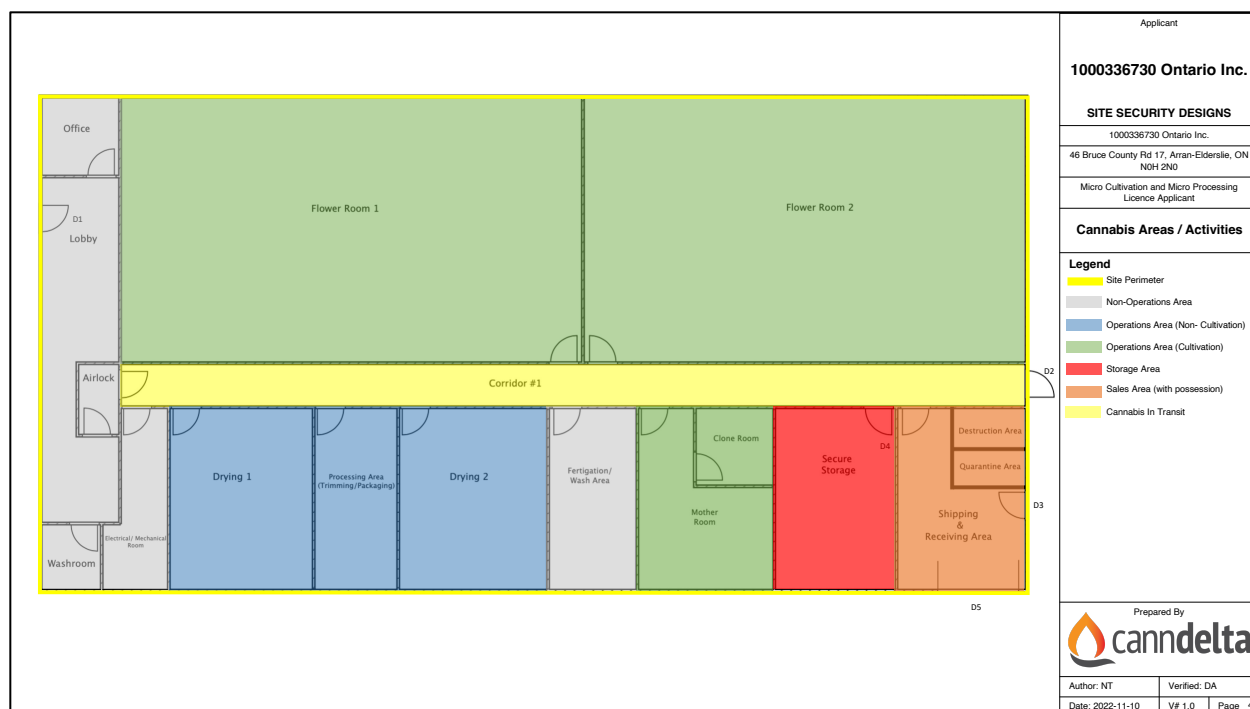 Applicant
1000336730 Ontario Inc.
SITE SECURITY DESIGNS
1000336730 Ontario Inc.
46 Bruce County Rd 17, Arran-Elderslie, ON
N0H 2N0
Micro Cultivation and Micro Processing
Licence Applicant
Cannabis Areas / Activities
Legend
Site Perimeter
Non-Operations Area
Operations Area (Non- Cultivation)
Operations Area (Cultivation)
Storage Area
Sales Area (with possession)
Cannabis In Transit
Office
D1
Lobby
Flower Room 1
Flower Room 2
Airlock
Corridor #1
D2
Washroom
Electrical/ Mechanical
Room
Drying 1
Processing Area
(Trimming/Packaging)
Drying 2
Fertigation/
Wash Area
Clone Room
Mother
Room
D4
Secure
Storage
Destruction Area
Quarantine Area
D3
Shipping
&
Receiving Area
D5
Prepared By
canndelta
Author: NT
Verified: DA
Date: 2022-11-10
V# 1.0
Page